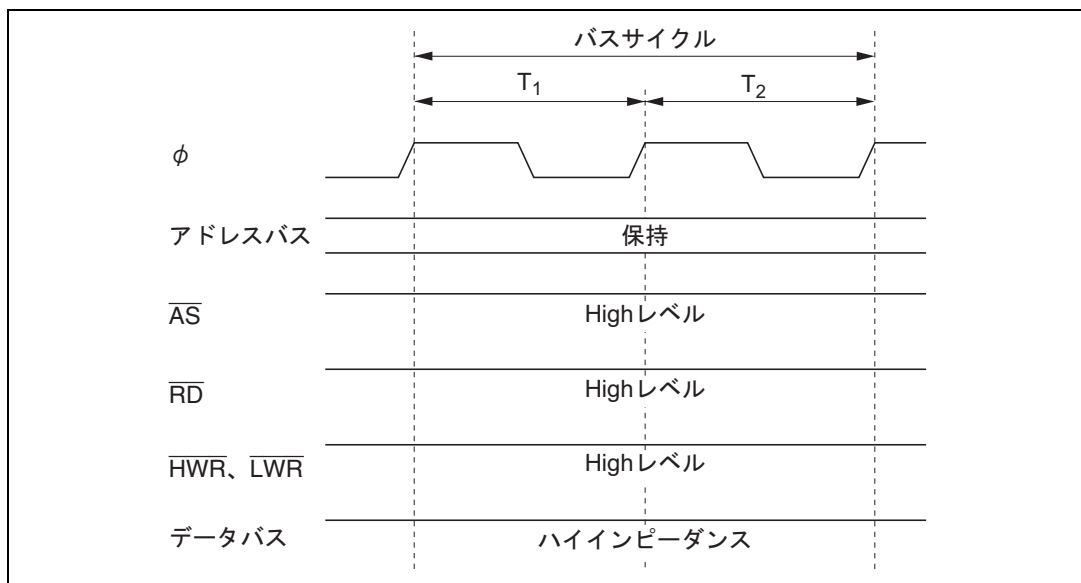 バスサイクル
T1 T2
φ
アドレスバス 保持
AS Highレベル
RD Highレベル
HWR、LWR Highレベル
データバス ハイインピーダンス